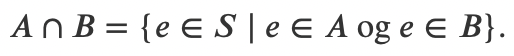 A ∩ B = {e ∈ S | e ∈ A og e ∈ B}.